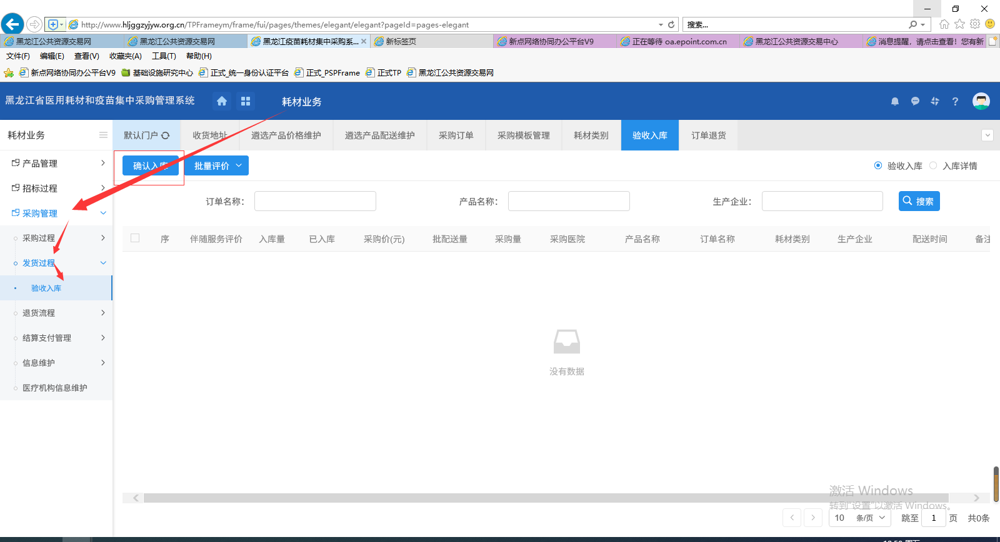 http://www.hljggzyjyw.org.cn/TPFrameym/frame/fui/pages/themes/elegant/elegant?pageId=pages-elegant
搜索...
黑龙江公共资源交易网
黑龙江公共资源交易网
黑龙江疫苗耗材集中采购系...
新标签页
新点网络协同办公平台V9
正在等待 oa.epoint.com.cn
黑龙江公共资源交易中心
消息提醒，请点击查看！您有新
文件(F) 编辑(E) 查看(V) 收藏夹(A) 工具(T) 帮助(H)
新点网络协同办公平台V9 基础设施研究中心 正式_统一身份认证平台 正式_PSPFrame 正式TP 黑龙江公共资源交易网
黑龙江省医用耗材和疫苗集中采购管理系统
耗材业务
耗材业务
默认门户 收货地址 遴选产品价格维护 遴选产品配送维护 采购订单 采购模板管理 耗材类别 验收入库 订单退货
产品管理
招标过程
采购管理
采购过程
发货过程
验收入库
退货流程
结算支付管理
信息维护
医疗机构信息维护
确认入库 批量评价
验收入库 入库详情
订单名称：
产品名称：
生产企业：
搜索
序 伴随服务评价 入库量 已入库 采购价(元) 批配送量 采购量 采购医院 产品名称 订单名称 耗材类别 生产企业 配送时间 备注
没有数据
激活 Windows
转到"设置"以激活 Windows。
10 条/页 跳至 1 页 共0条